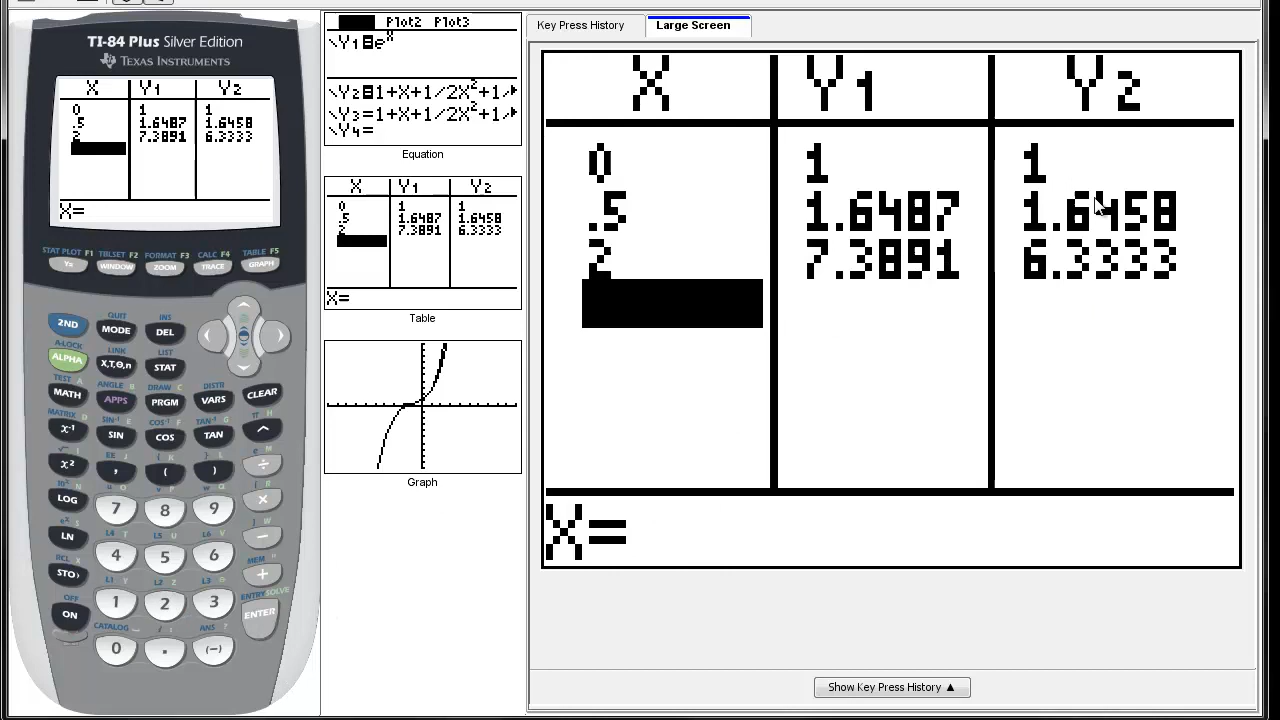 Key Press History
Large Screen
TI-84 Plus Silver Edition
TEXAS INSTRUMENTS
X Y1 Y2
0 1 1
.5 1.6487 1.6458
2 7.3891 6.3333
X=
STAT PLOT F1 TBLSET F2 FORMAT F3 CALC F4 TABLE F5
Y= WINDOW ZOOM TRACE GRAPH
QUIT INS
2ND MODE DEL
A-LOCK LINK LIST
ALPHA X,T,Θ,n STAT
TEST A ANGLE B DRAW C DISTR
MATH APPS PRGM VARS CLEAR
MATRIX D SIN⁻¹ E COS⁻¹ F TAN⁻¹ G π H
x⁻¹ SIN COS TAN ^
√ I EE J { K } L e M
x² , ( ) ÷
10ˣ N u O v P w Q [ R
LOG 7 8 9 ×
eˣ S L4 T L5 U L6 V ] W
LN 4 5 6 −
RCL X L1 Y L2 Z L3 Θ MEM "
STO› 1 2 3 +
OFF CATALOG : ANS ? ENTRY SOLVE
ON 0 . (−) ENTER
Plot2 Plot3
\Y1=e^X
\Y2=1+X+1/2X²+1/
\Y3=1+X+1/2X²+1/
\Y4=
Equation
X Y1 Y2
0 1 1
.5 1.6487 1.6458
2 7.3891 6.3333
X=
Table
Graph
X Y1 Y2
0 1 1
.5 1.6487 1.6458
2 7.3891 6.3333
X=
Show Key Press History ▲